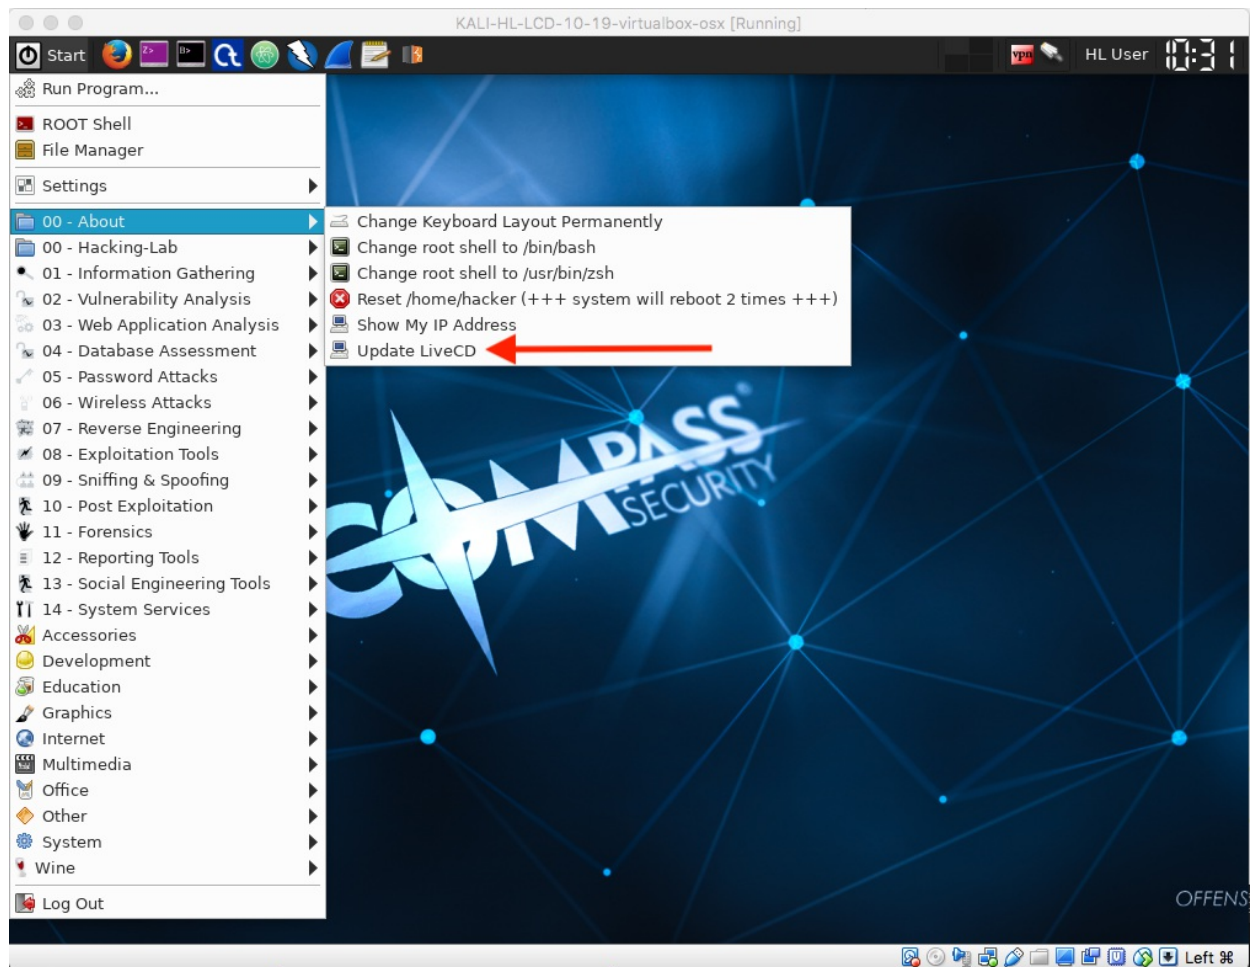 KALI-HL-LCD-10-19-virtualbox-osx [Running]
Start
Z>
B>
vpn
HL User
10:31
Run Program...
ROOT Shell
File Manager
Settings
00 - About
00 - Hacking-Lab
01 - Information Gathering
02 - Vulnerability Analysis
03 - Web Application Analysis
04 - Database Assessment
05 - Password Attacks
06 - Wireless Attacks
07 - Reverse Engineering
08 - Exploitation Tools
09 - Sniffing & Spoofing
10 - Post Exploitation
11 - Forensics
12 - Reporting Tools
13 - Social Engineering Tools
14 - System Services
Accessories
Development
Education
Graphics
Internet
Multimedia
Office
Other
System
Wine
Log Out
Change Keyboard Layout Permanently
Change root shell to /bin/bash
Change root shell to /usr/bin/zsh
Reset /home/hacker (+++ system will reboot 2 times +++)
Show My IP Address
Update LiveCD
COMPASS
SECURITY
OFFENS
Left ⌘